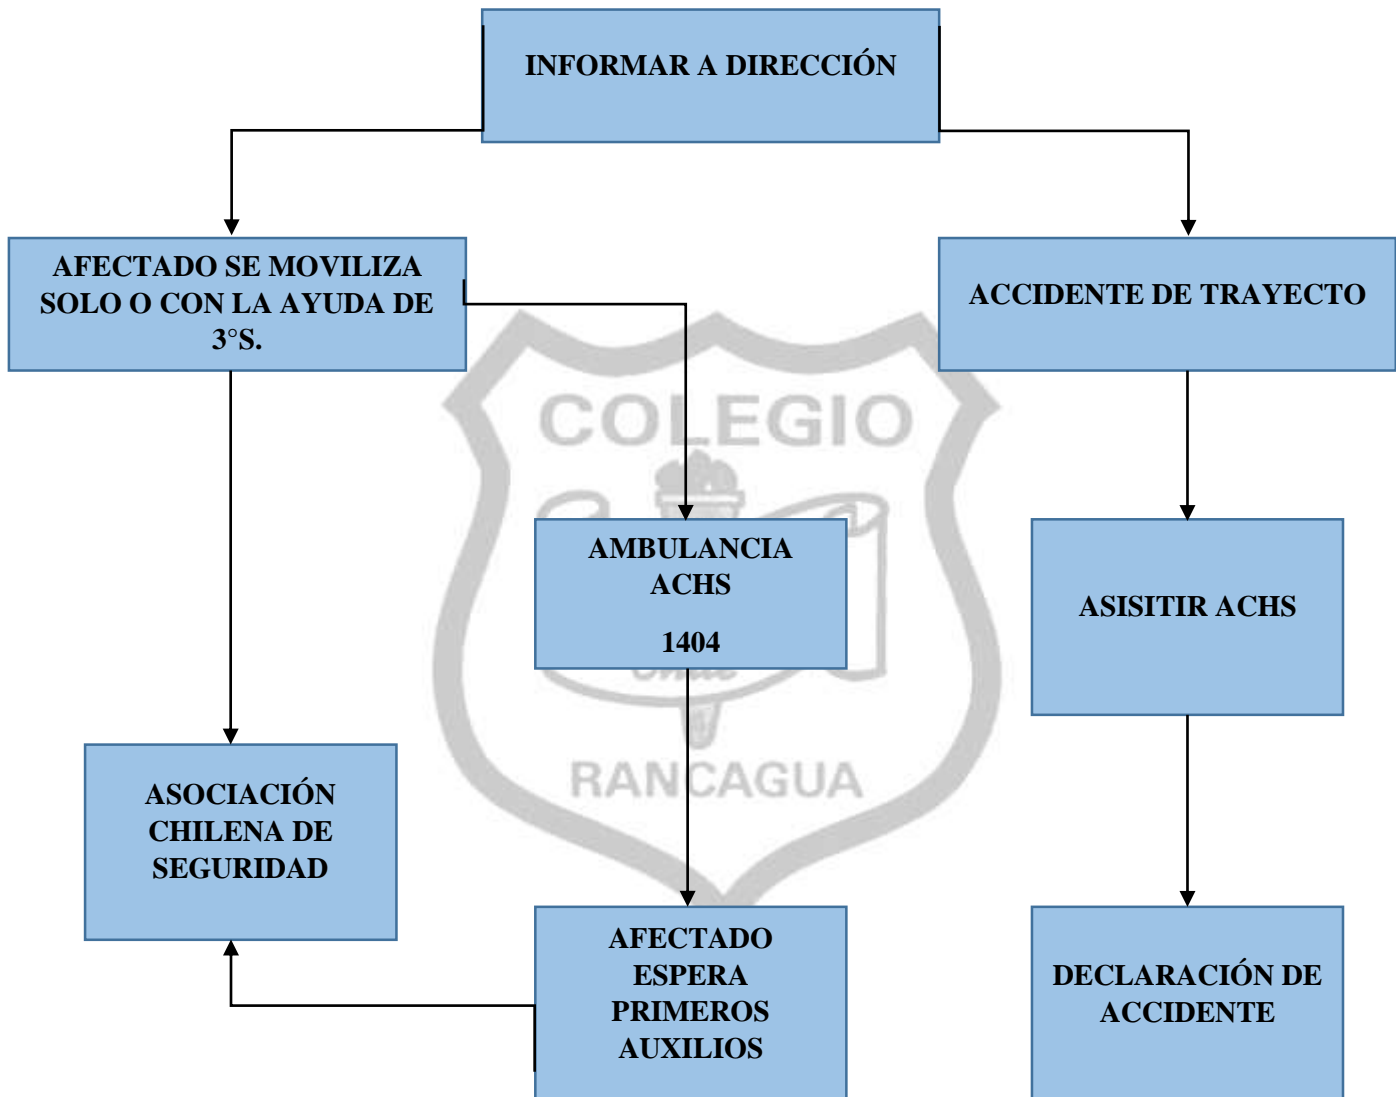 INFORMAR A DIRECCIÓN
AFECTADO SE MOVILIZA
SOLO O CON LA AYUDA DE
3°S.
ACCIDENTE DE TRAYECTO
COLEGIO
AMBULANCIA
ACHS
1404
ASISITIR ACHS
RANCAGUA
ASOCIACIÓN
CHILENA DE
SEGURIDAD
AFECTADO
ESPERA
PRIMEROS
AUXILIOS
DECLARACIÓN DE
ACCIDENTE